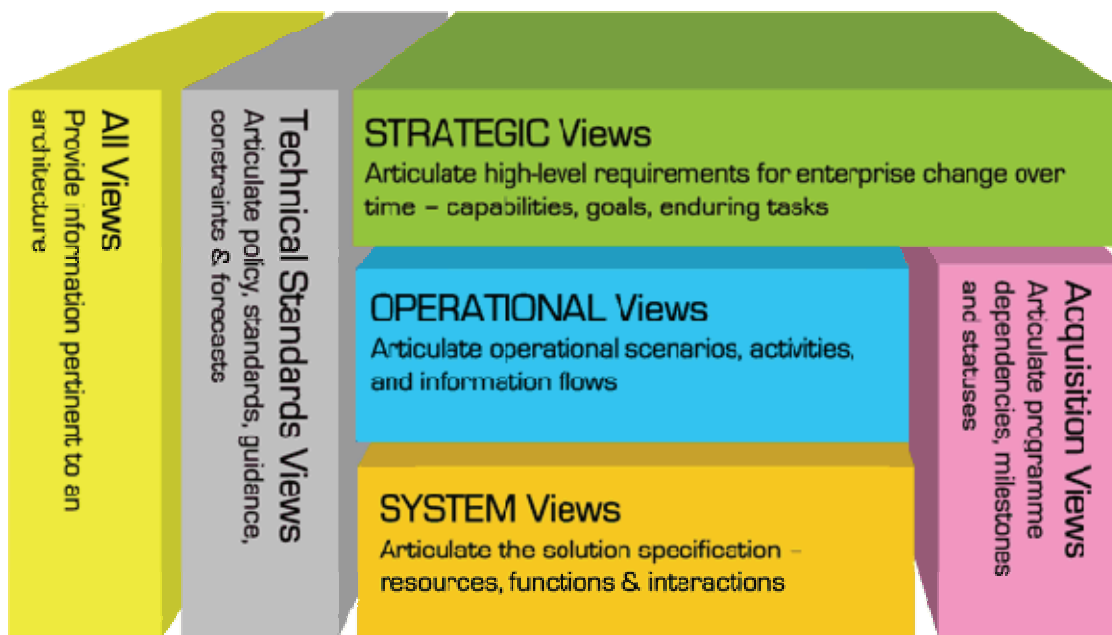 All Views
Provide information pertinent to an
architecture
Technical Standards Views
Articulate policy, standards, guidance,
constrainte & forecasts
STRATEGIC Views
Articulate high-level requirements for enterprise change over
time – capabilities, goals, enduring tasks
OPERATIONAL Views
Articulate operational scenarios, activities,
and information flows
SYSTEM Views
Articulate the solution specification –
resources, functions & interactions
Acquisition Views
Articulate programme
dependencies, milestones
and statuses